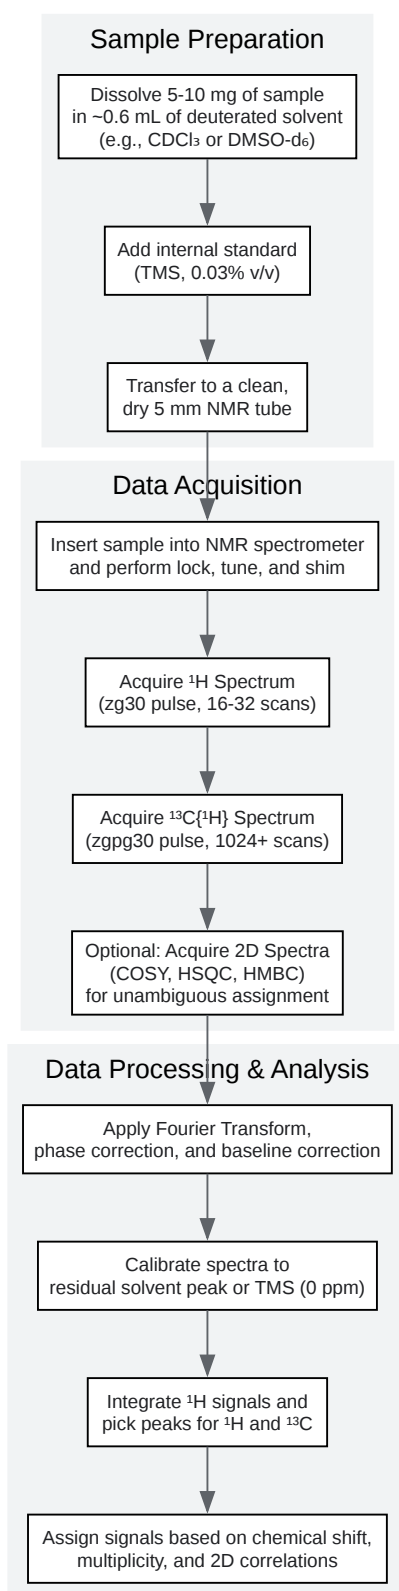 Sample Preparation
Dissolve 5-10 mg of sample
in ~0.6 mL of deuterated solvent
(e.g., CDCl₃ or DMSO-d₆)
Add internal standard
(TMS, 0.03% v/v)
Transfer to a clean,
dry 5 mm NMR tube
Data Acquisition
Insert sample into NMR spectrometer
and perform lock, tune, and shim
Acquire ¹H Spectrum
(zg30 pulse, 16-32 scans)
Acquire ¹³C{¹H} Spectrum
(zgpg30 pulse, 1024+ scans)
Optional: Acquire 2D Spectra
(COSY, HSQC, HMBC)
for unambiguous assignment
Data Processing & Analysis
Apply Fourier Transform,
phase correction, and baseline correction
Calibrate spectra to
residual solvent peak or TMS (0 ppm)
Integrate ¹H signals and
pick peaks for ¹H and ¹³C
Assign signals based on chemical shift,
multiplicity, and 2D correlations